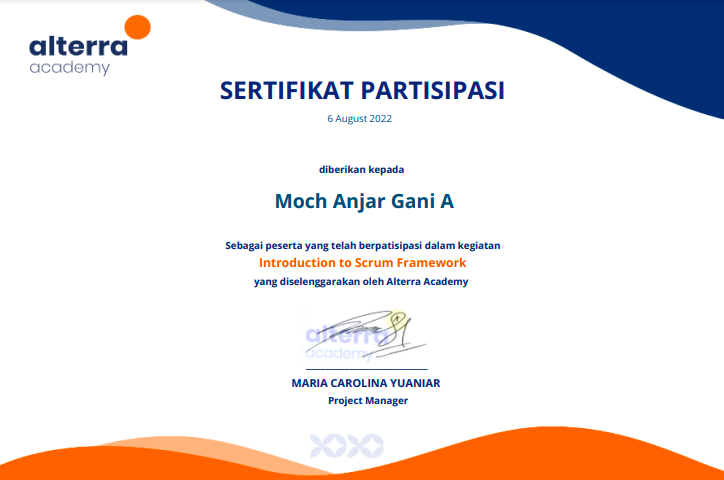 alterra
academy
SERTIFIKAT PARTISIPASI
6 August 2022
diberikan kepada
Moch Anjar Gani A
Sebagai peserta yang telah berpatisipasi dalam kegiatan
Introduction to Scrum Framework
yang diselenggarakan oleh Alterra Academy
alterra
academy
MARIA CAROLINA YUANIAR
Project Manager